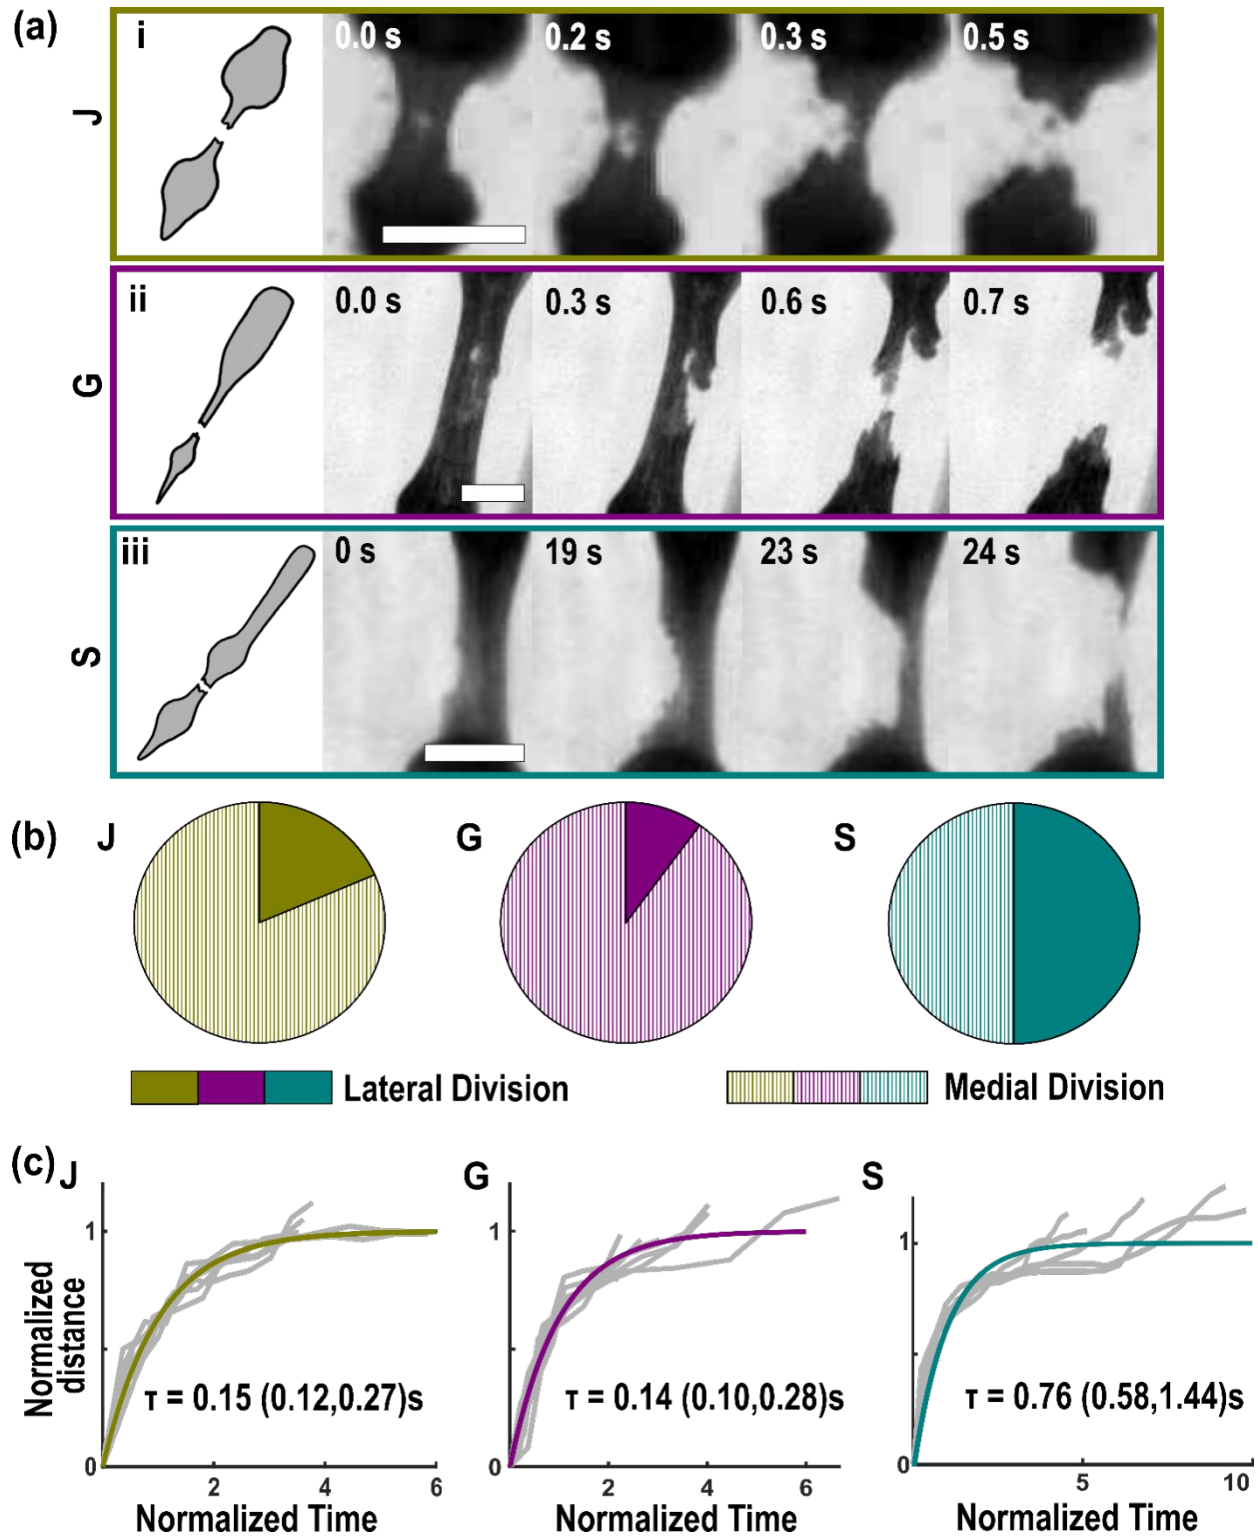 (a)
i
J
0.0 s 0.2 s 0.3 s 0.5 s
ii
G
0.0 s 0.3 s 0.6 s 0.7 s
iii
S
0 s 19 s 23 s 24 s
(b)
J G S
Lateral Division Medial Division
(c)
J G S
Normalized
distance
1 1 1
τ = 0.15 (0.12,0.27)s τ = 0.14 (0.10,0.28)s τ = 0.76 (0.58,1.44)s
0 0 0
2 4 6 2 4 6 5 10
Normalized Time Normalized Time Normalized Time